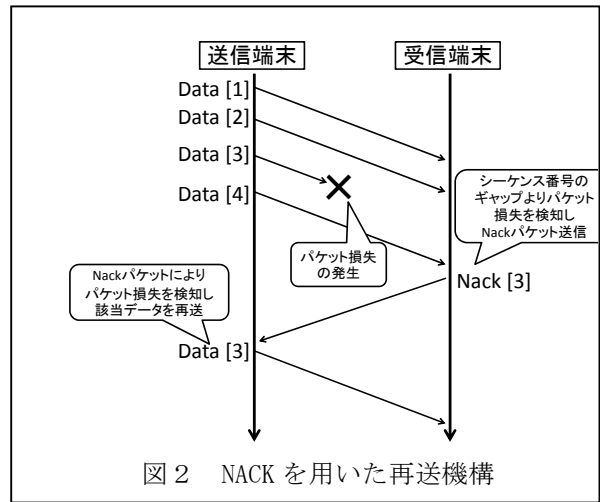 送信端末
受信端末
Data [1]
Data [2]
Data [3]
Data [4]
シーケンス番号の
ギャップよりパケット
損失を検知し
Nackパケット送信
パケット損失
の発生
Nackパケットにより
パケット損失を検知し
該当データを再送
Nack [3]
Data [3]
図２　NACK を用いた再送機構